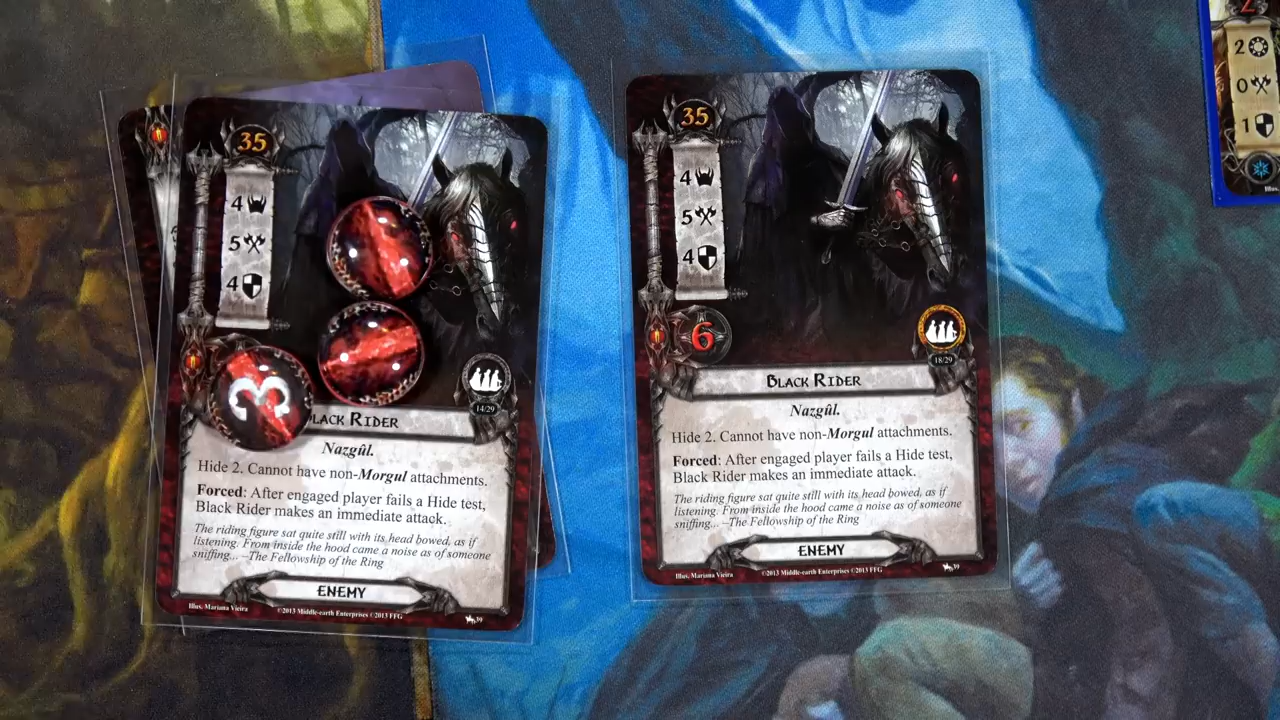 35
4
5
4
3
14/29
LACK RIDER
Nazgûl.
Hide 2. Cannot have non-Morgul attachments.
Forced: After engaged player fails a Hide test,
Black Rider makes an immediate attack.
The riding figure sat quite still with its head bowed, as if
listening. From inside the hood came a noise as of someone
sniffing... –The Fellowship of the Ring
ENEMY
Illus. Mariana Vieira
©2013 Middle-earth Enterprises ©2013 FFG
39
35
4
5
4
6
18/29
BLACK RIDER
Nazgûl.
Hide 2. Cannot have non-Morgul attachments.
Forced: After engaged player fails a Hide test,
Black Rider makes an immediate attack.
The riding figure sat quite still with its head bowed, as if
listening. From inside the hood came a noise as of someone
sniffing... –The Fellowship of the Ring
ENEMY
Illus. Mariana Vieira
©2013 Middle-earth Enterprises ©2013 FFG
39
2
0
1
Illus.